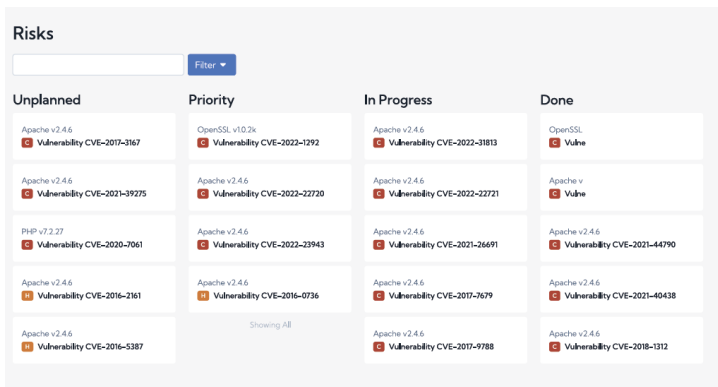 Risks
Filter
Unplanned
Apache v2.4.6
C Vulnerability CVE-2017-3167
Apache v2.4.6
C Vulnerability CVE-2021-39275
PHP v7.2.27
C Vulnerability CVE-2020-7061
Apache v2.4.6
H Vulnerability CVE-2016-2161
Apache v2.4.6
H Vulnerability CVE-2016-5387
Priority
OpenSSL v1.0.2k
C Vulnerability CVE-2022-1292
Apache v2.4.6
C Vulnerability CVE-2022-22720
Apache v2.4.6
C Vulnerability CVE-2022-23943
Apache v2.4.6
H Vulnerability CVE-2016-0736
Showing All
In Progress
Apache v2.4.6
C Vulnerability CVE-2022-31813
Apache v2.4.6
C Vulnerability CVE-2022-22721
Apache v2.4.6
C Vulnerability CVE-2021-26691
Apache v2.4.6
C Vulnerability CVE-2017-7679
Apache v2.4.6
C Vulnerability CVE-2017-9788
Done
OpenSSL
C Vulne
Apache v
C Vulne
Apache v2.4.6
C Vulnerability CVE-2021-44790
Apache v2.4.6
C Vulnerability CVE-2021-40438
Apache v2.4.6
C Vulnerability CVE-2018-1312